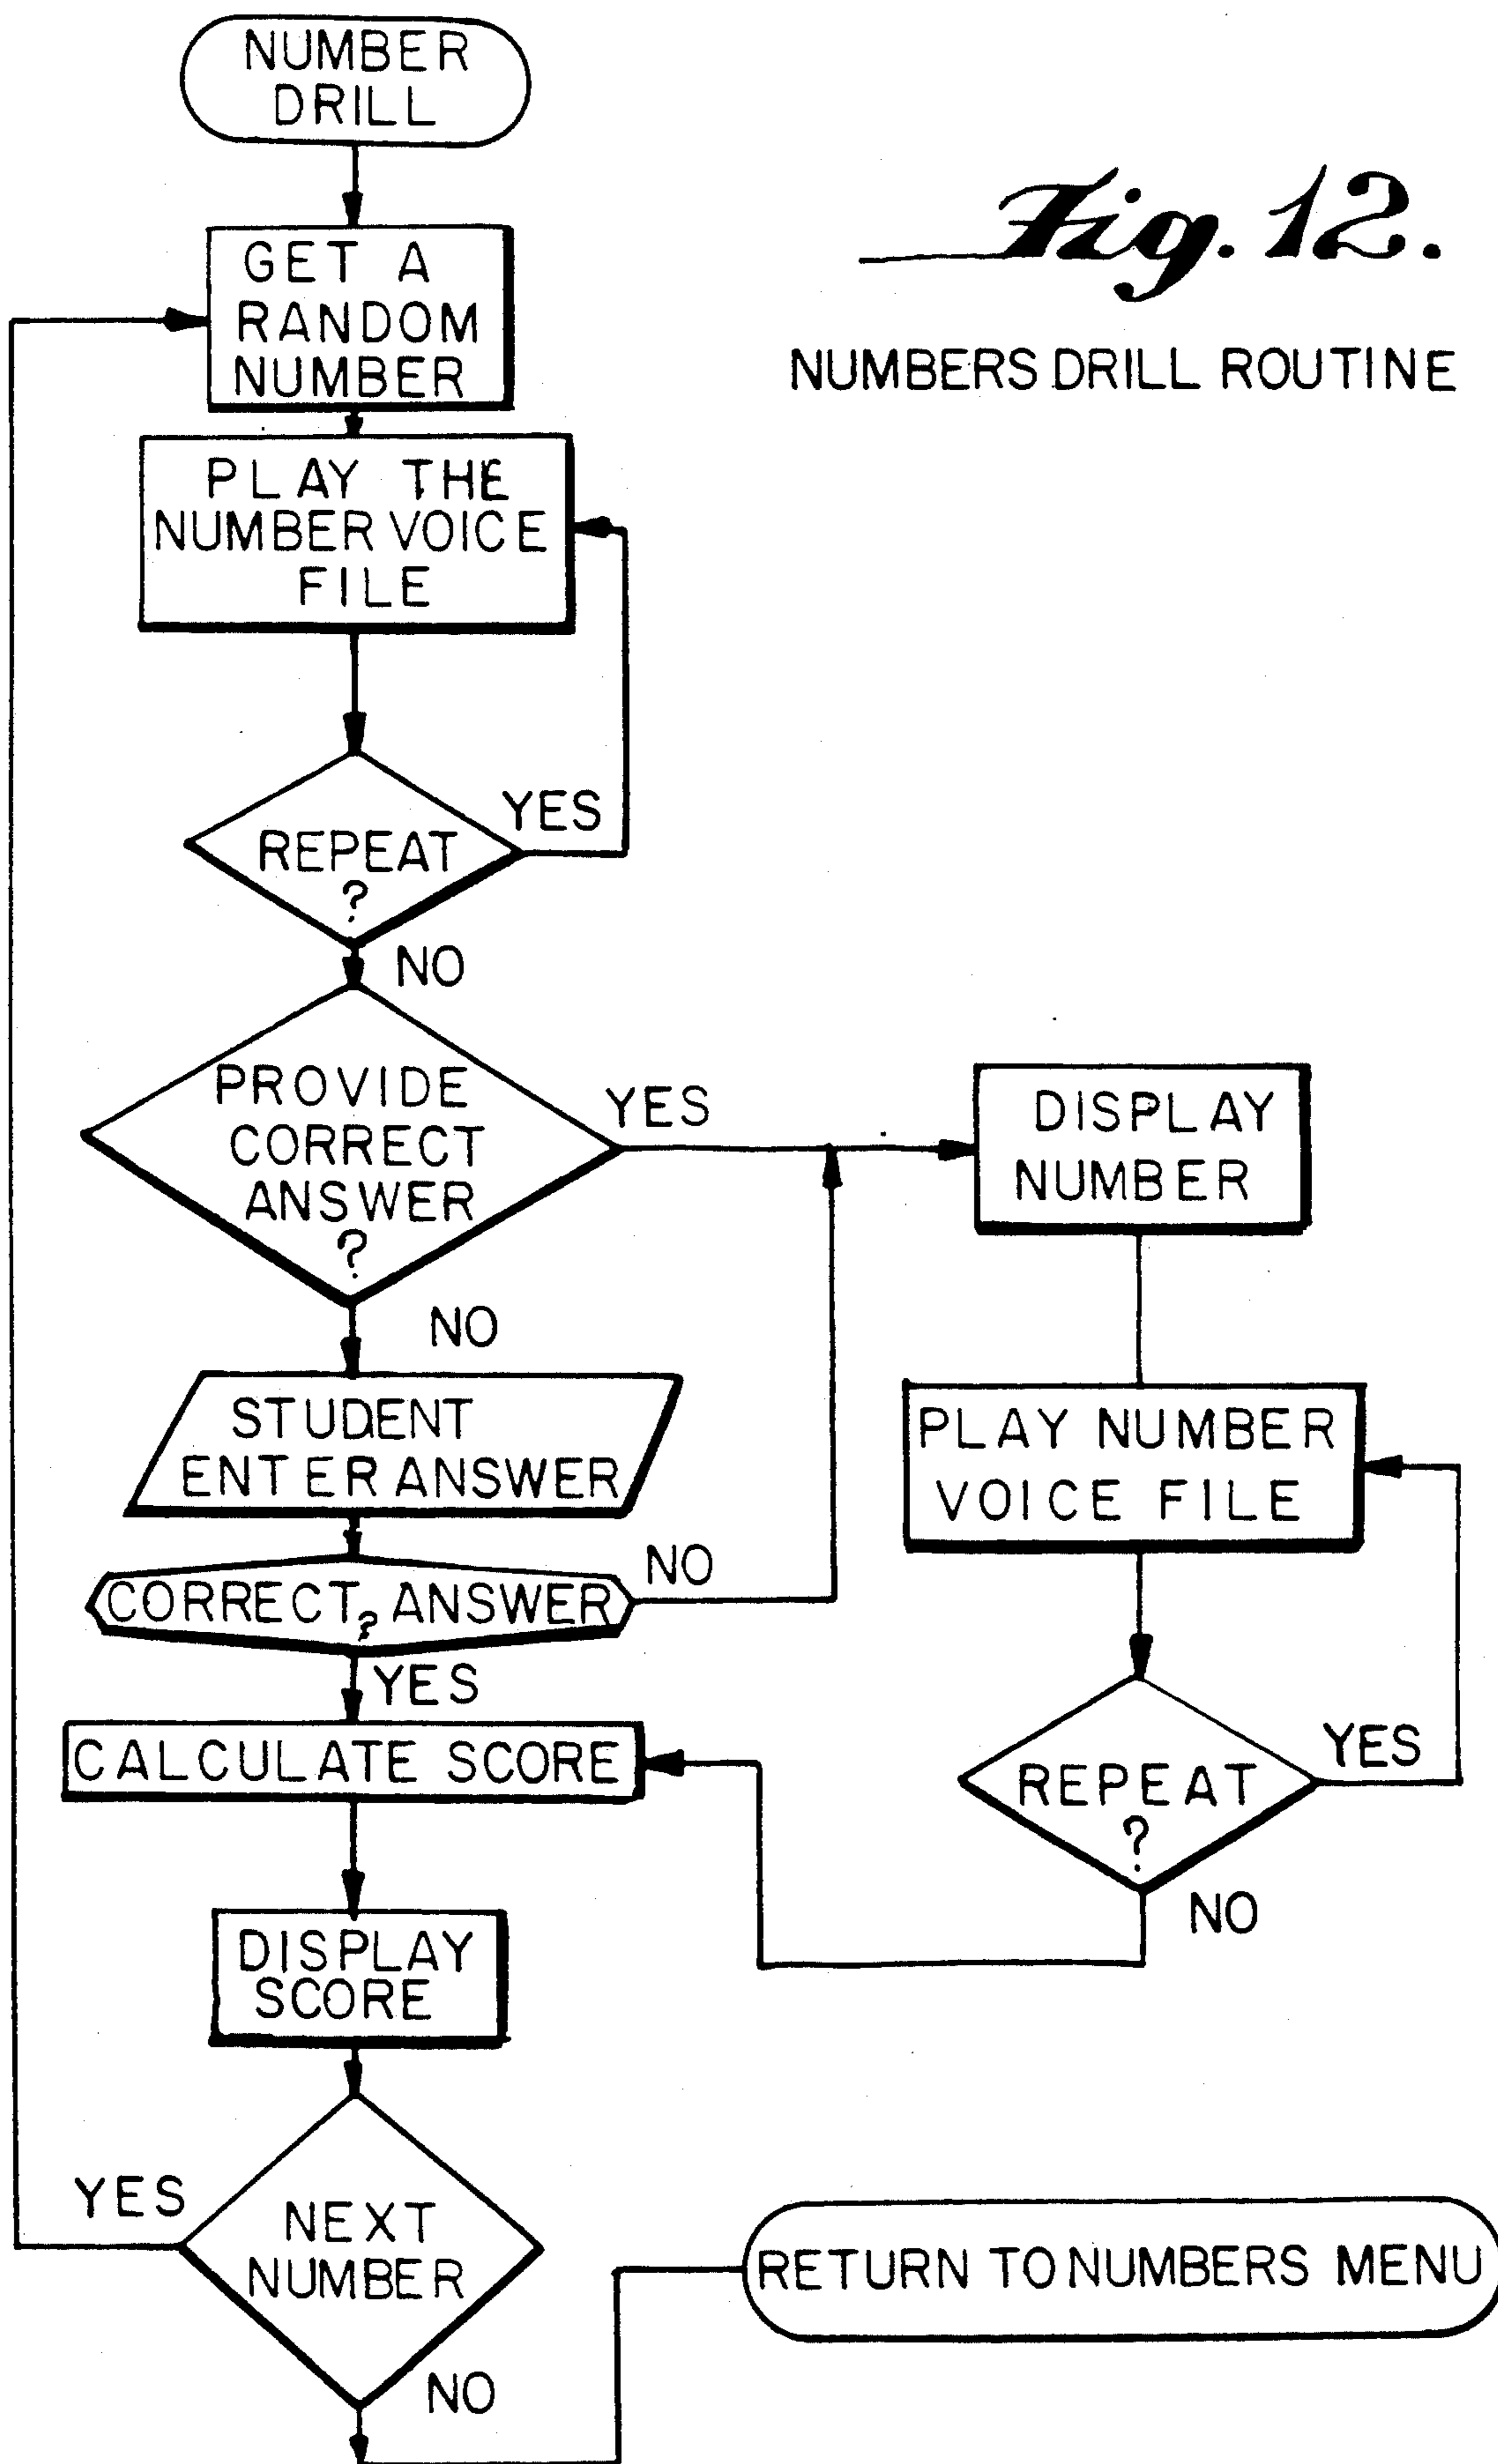 NUMBER
DRILL
Fig. 12.
NUMBERS DRILL ROUTINE
GET A
RANDOM
NUMBER
PLAY THE
NUMBER VOICE
FILE
REPEAT
?
YES
NO
PROVIDE
CORRECT
ANSWER
?
YES
NO
DISPLAY
NUMBER
STUDENT
ENTER ANSWER
PLAY NUMBER
VOICE FILE
CORRECT ? ANSWER
NO
YES
REPEAT
?
YES
NO
CALCULATE SCORE
DISPLAY
SCORE
NEXT
NUMBER
YES
NO
RETURN TO NUMBERS MENU